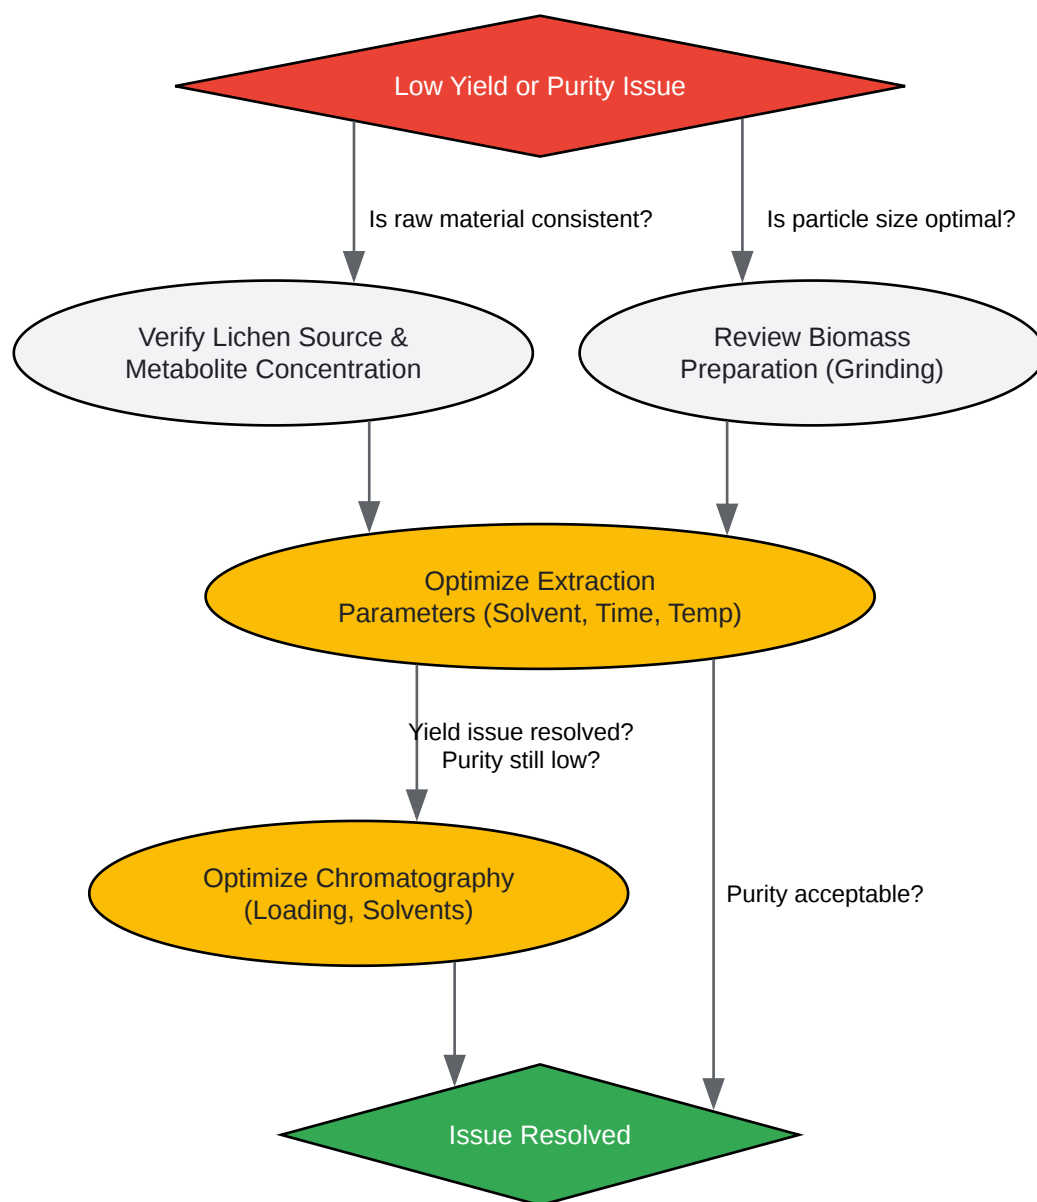 Low Yield or Purity Issue
Is raw material consistent?
Is particle size optimal?
Verify Lichen Source &
Metabolite Concentration
Review Biomass
Preparation (Grinding)
Optimize Extraction
Parameters (Solvent, Time, Temp)
Yield issue resolved?
Purity still low?
Optimize Chromatography
(Loading, Solvents)
Purity acceptable?
Issue Resolved